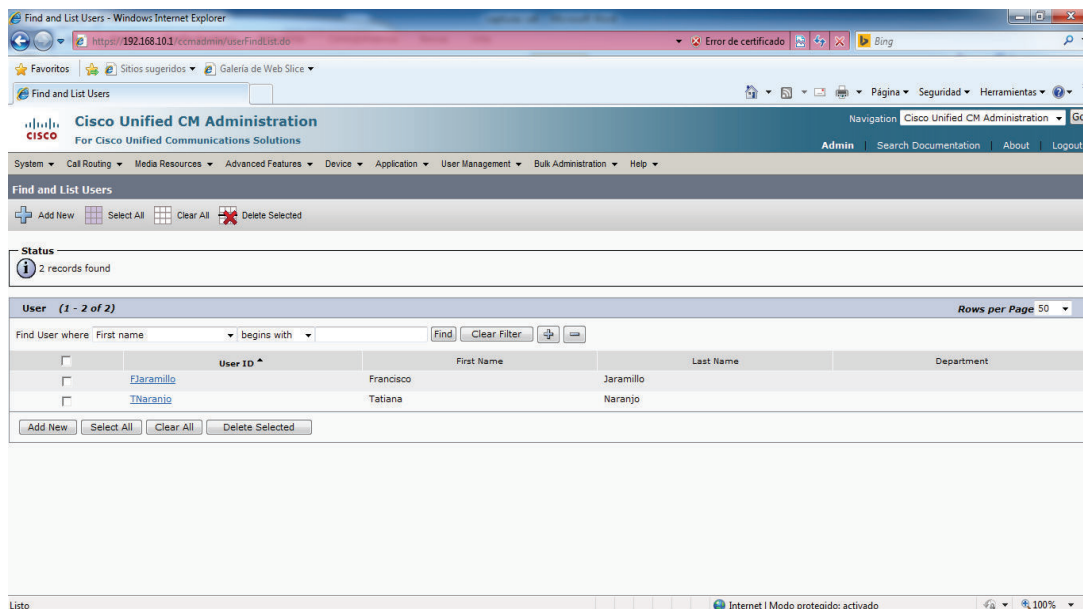 Find and List Users - Windows Internet Explorer
https://192.168.10.1/ccmadmin/userFindList.do
Error de certificado
Bing
Favoritos
Sitios sugeridos
Galería de Web Slice
Find and List Users
Página
Seguridad
Herramientas
CISCO
Cisco Unified CM Administration
For Cisco Unified Communications Solutions
Navigation Cisco Unified CM Administration Go
Admin | Search Documentation | About | Logout
System Call Routing Media Resources Advanced Features Device Application User Management Bulk Administration Help
Find and List Users
Add New Select All Clear All Delete Selected
Status
2 records found
User (1 - 2 of 2)
Rows per Page 50
Find User where First name begins with Find Clear Filter
User ID First Name Last Name Department
FJaramillo Francisco Jaramillo
TNaranjo Tatiana Naranjo
Add New Select All Clear All Delete Selected
Listo
Internet | Modo protegido: activado
100%